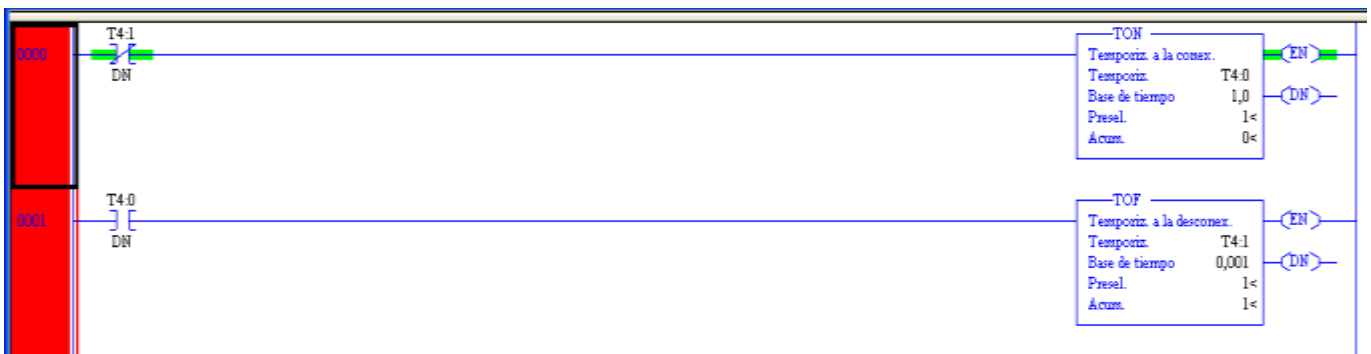 T4:1
TON
0000
Temporiz. a la conex.
EN
DN
Temporiz. T4:0
Base de tiempo 1,0
DN
Presel. 1<
Acum. 0<
T4:0
TOF
0001
Temporiz. a la desconex.
EN
DN
Temporiz. T4:1
Base de tiempo 0,001
DN
Presel. 1<
Acum. 1<